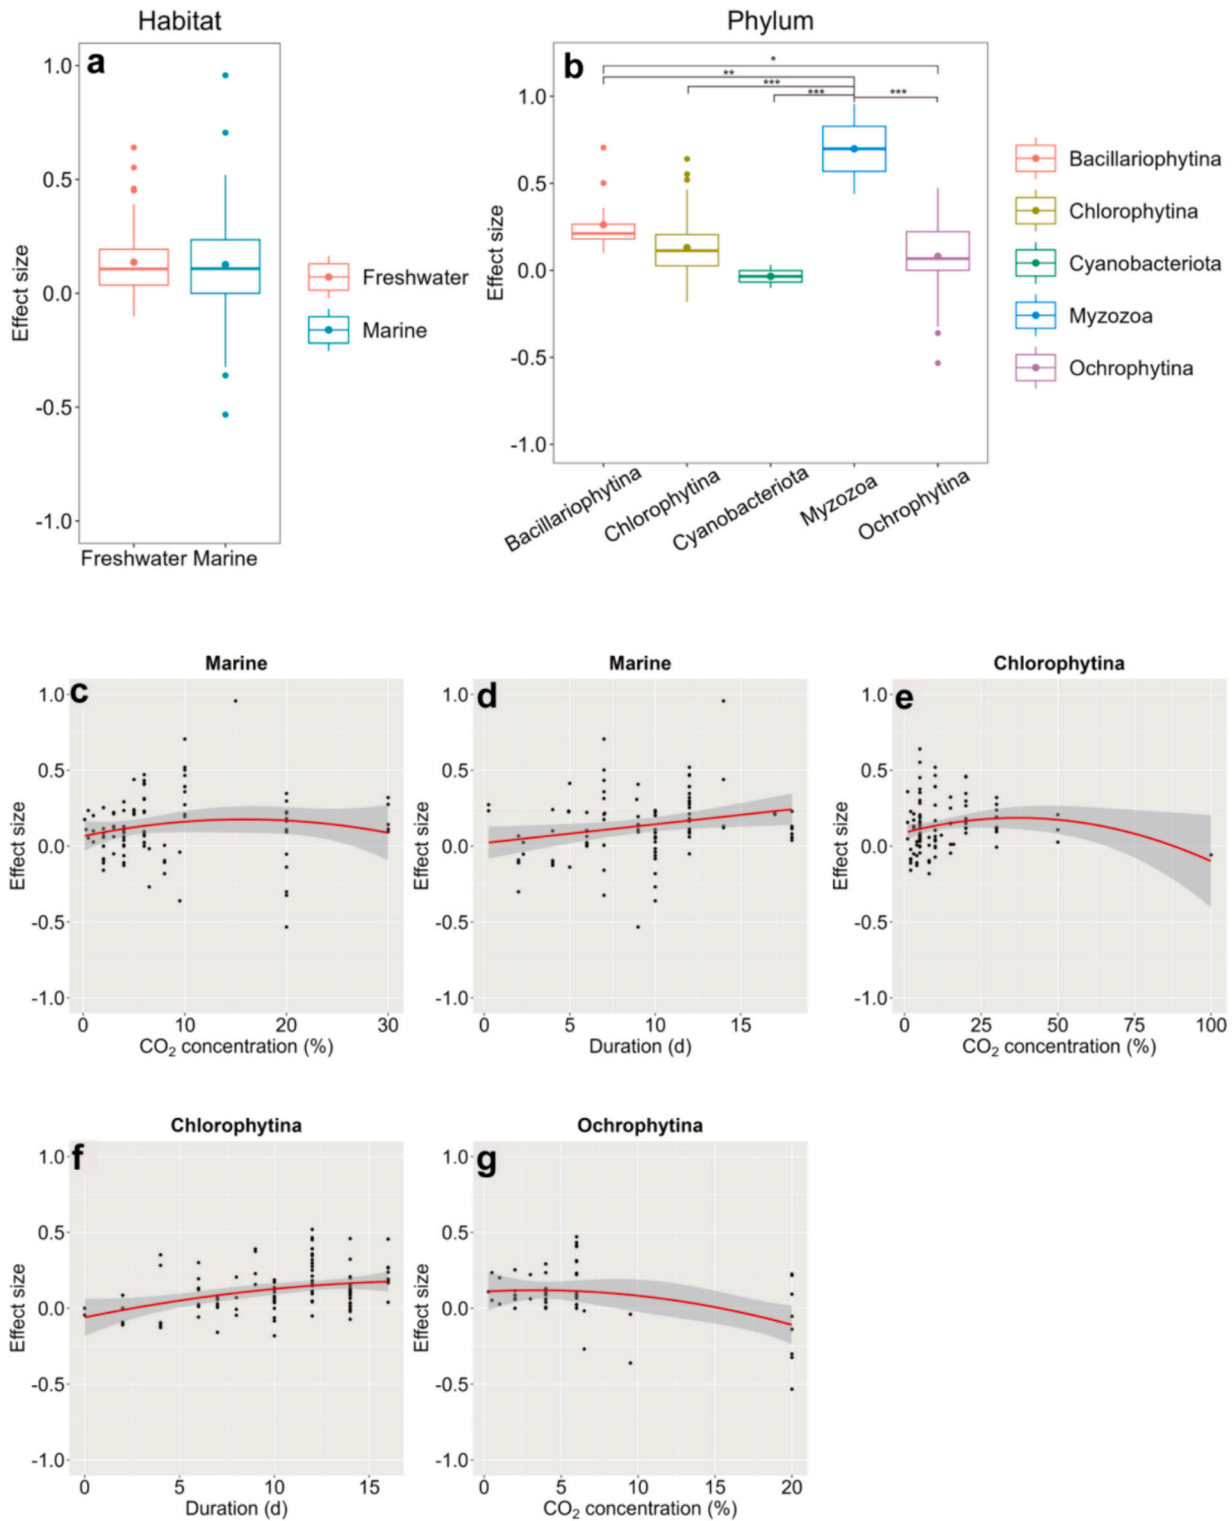 Habitat
a
1.0
0.5
0.0
-0.5
-1.0
Effect size
Freshwater Marine
Freshwater
Marine
Phylum
b
*
**
***
*** ***
1.0
0.5
0.0
-0.5
-1.0
Effect size
Bacillariophytina
Chlorophytina
Cyanobacteriota
Myzozoa
Ochrophytina
Bacillariophytina
Chlorophytina
Cyanobacteriota
Myzozoa
Ochrophytina
Marine
c
1.0
0.5
0.0
-0.5
-1.0
Effect size
0 10 20 30
CO2 concentration (%)
Marine
d
1.0
0.5
0.0
-0.5
-1.0
Effect size
0 5 10 15
Duration (d)
Chlorophytina
e
1.0
0.5
0.0
-0.5
-1.0
Effect size
0 25 50 75 100
CO2 concentration (%)
Chlorophytina
f
1.0
0.5
0.0
-0.5
-1.0
Effect size
0 5 10 15
Duration (d)
Ochrophytina
g
1.0
0.5
0.0
-0.5
-1.0
Effect size
0 5 10 15 20
CO2 concentration (%)